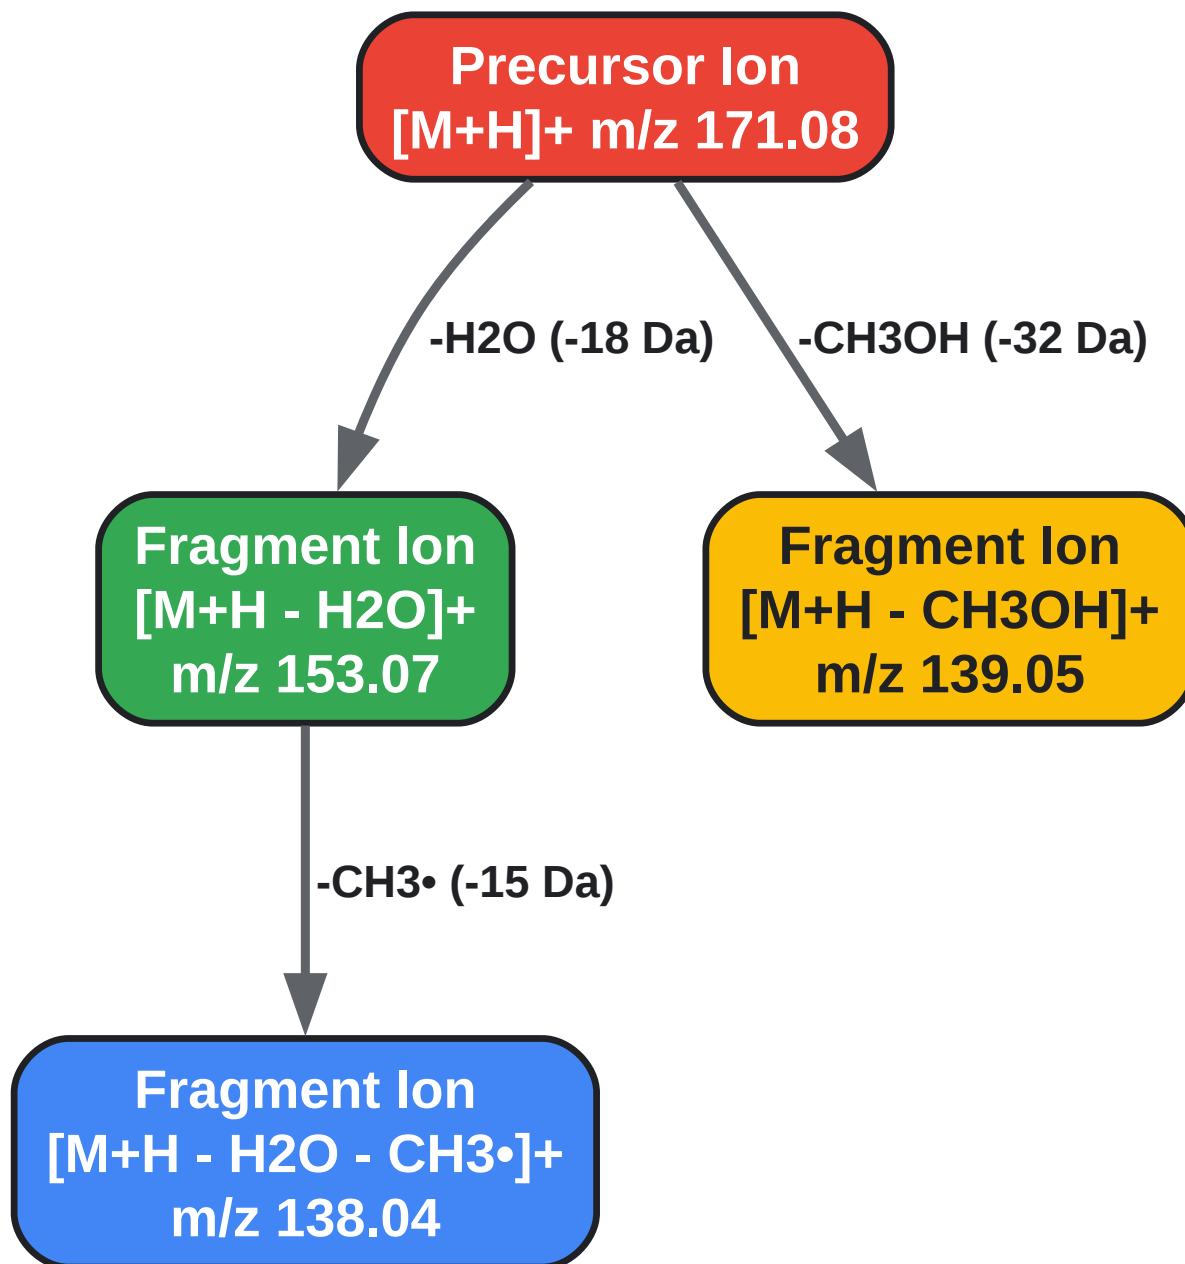 Precursor Ion
[M+H]+ m/z 171.08
-H2O (-18 Da)
-CH3OH (-32 Da)
Fragment Ion
[M+H - H2O]+
m/z 153.07
Fragment Ion
[M+H - CH3OH]+
m/z 139.05
-CH3• (-15 Da)
Fragment Ion
[M+H - H2O - CH3•]+
m/z 138.04